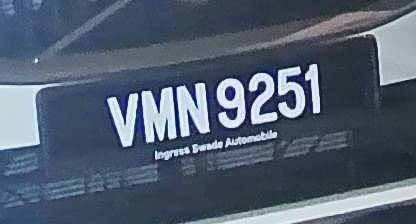 VMN 9251
Ingress Swede Automobile